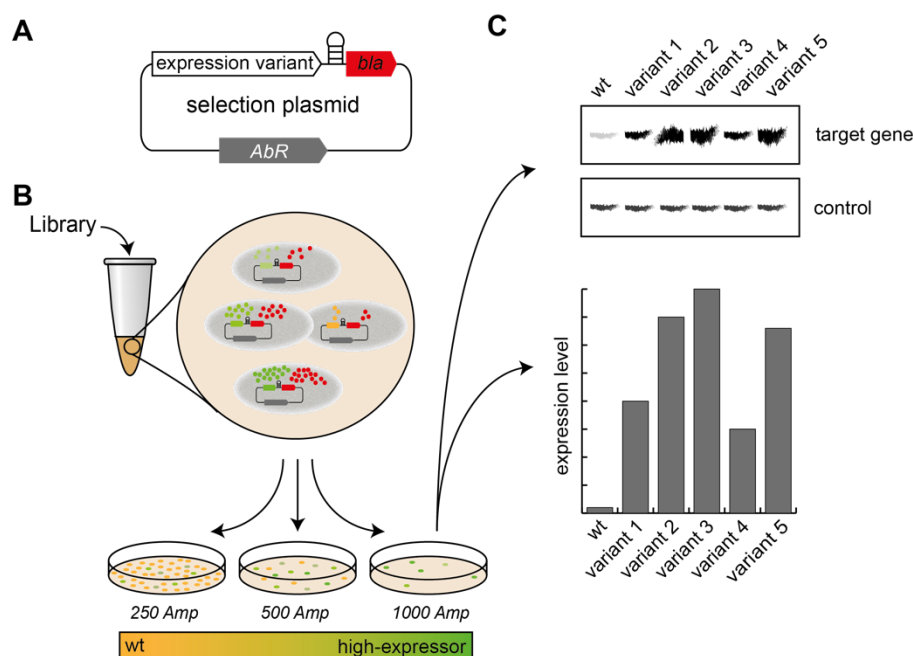 A
expression variant
bla
selection plasmid
AbR
B
Library
250 Amp
500 Amp
1000 Amp
wt
high-expressor
C
wt
variant 1
variant 2
variant 3
variant 4
variant 5
target gene
control
expression level
wt
variant 1
variant 2
variant 3
variant 4
variant 5